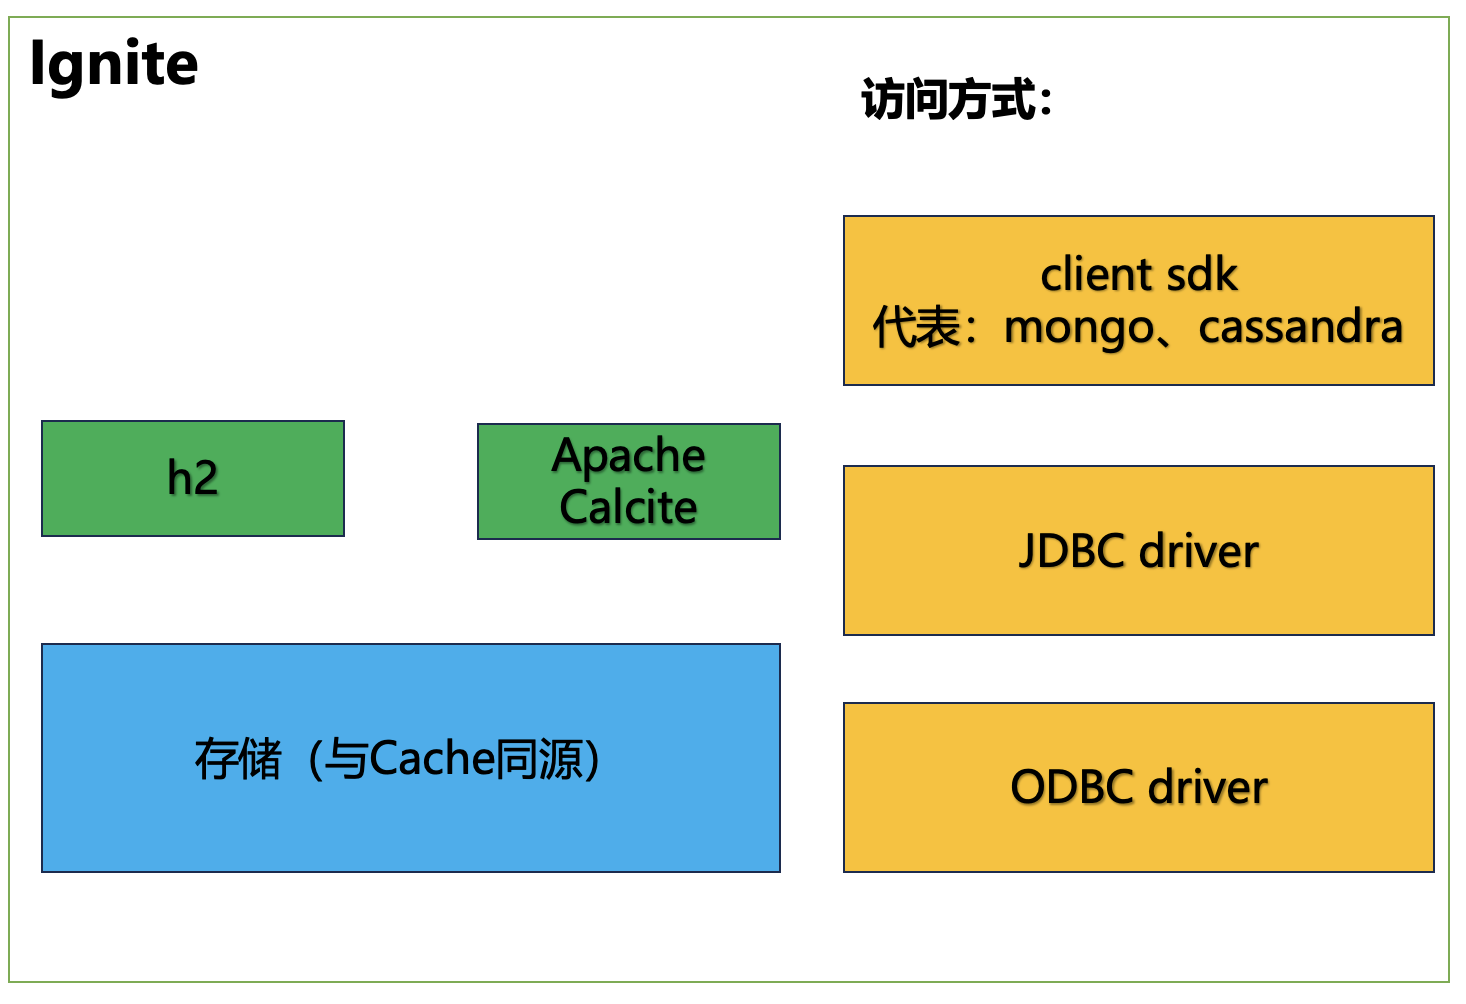 Ignite
访问方式：
client sdk
代表：mongo、cassandra
h2
Apache
Calcite
JDBC driver
存储（与Cache同源）
ODBC driver